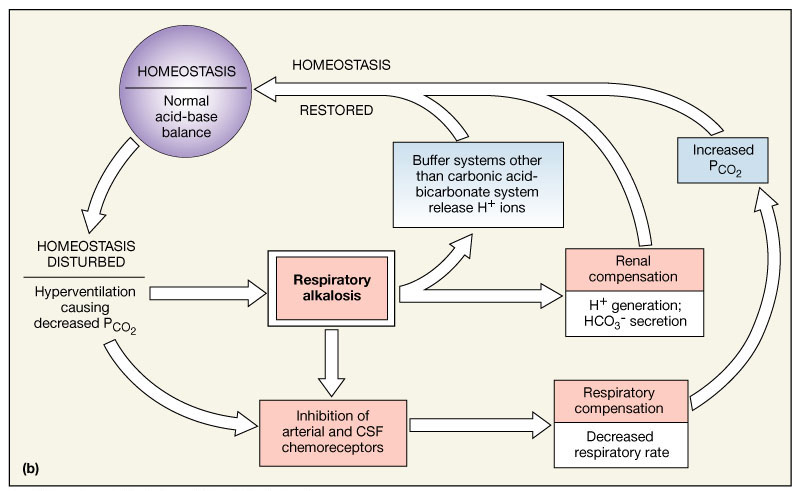 HOMEOSTASIS
Normal
acid-base
balance
HOMEOSTASIS
RESTORED
Increased
PCO2
Buffer systems other
than carbonic acid-
bicarbonate system
release H+ ions
HOMEOSTASIS
DISTURBED
Hyperventilation
causing
decreased PCO2
Respiratory
alkalosis
Renal
compensation
H+ generation;
HCO3- secretion
Inhibition of
arterial and CSF
chemoreceptors
Respiratory
compensation
Decreased
respiratory rate
(b)